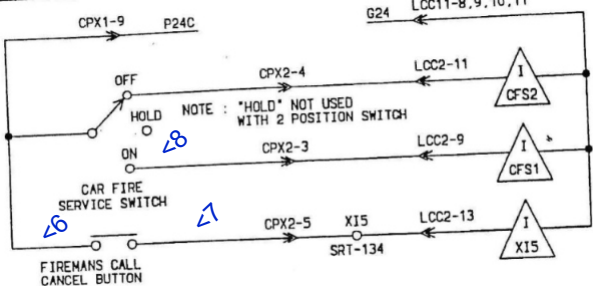 CPX1-9
P24C
G24
LCC11-8,9,10,11
OFF
CPX2-4
LCC2-11
I
CFS2
HOLD
NOTE : "HOLD" NOT USED
WITH 2 POSITION SWITCH
<8
ON
CPX2-3
LCC2-9
I
CFS1
CAR FIRE
SERVICE SWITCH
<6
<7
CPX2-5
XI5
LCC2-13
I
XI5
SRT-134
FIREMANS CALL
CANCEL BUTTON